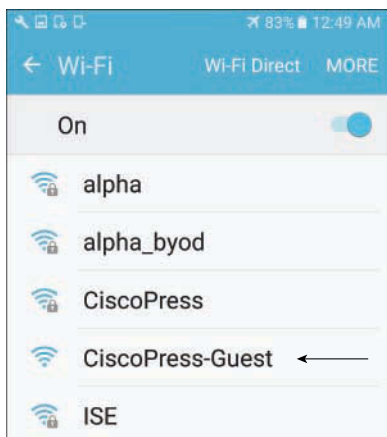 83% 12:49 AM
Wi-Fi Wi-Fi Direct MORE
On
alpha
alpha_byod
CiscoPress
CiscoPress-Guest
ISE